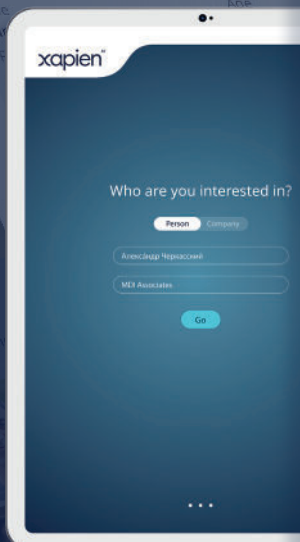 xapien
Who are you interested in?
Person Company
Александр Черкасский
MDI Associates
Go